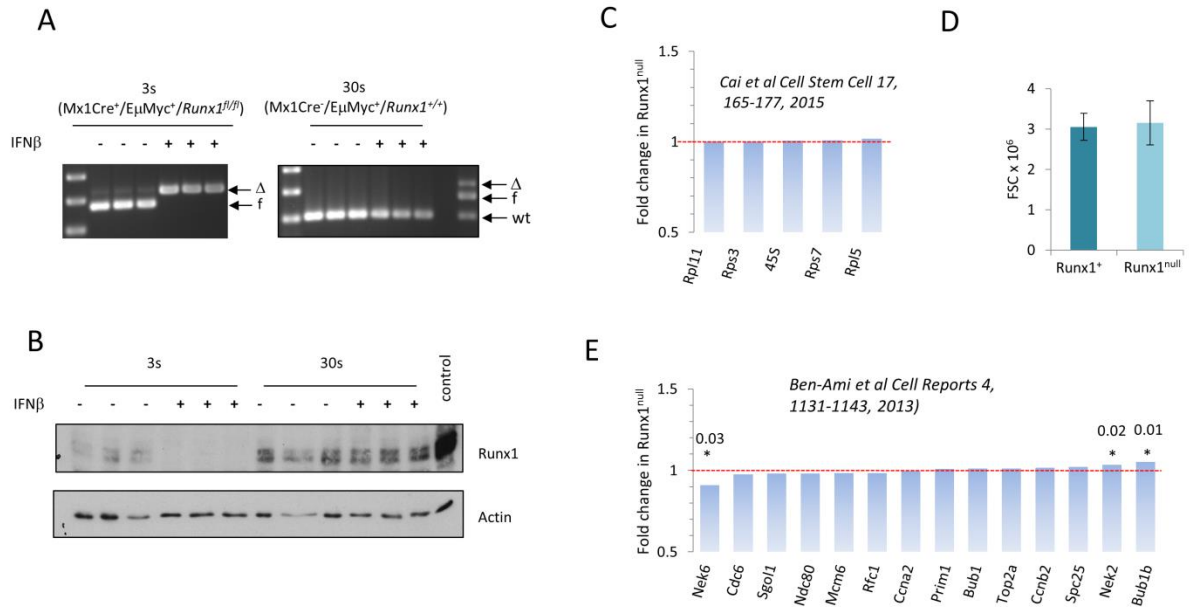 A
3s
(Mx1Cre⁺/EµMyc⁺/Runx1ᶠˡ/ᶠˡ)
30s
(Mx1Cre⁻/EµMyc⁺/Runx1⁺/⁺)
IFNβ - - - + + + - - - + + +
Δ
f
Δ
f
wt
B
3s
30s
control
IFNβ - - - + + + - - - + + +
Runx1
Actin
C
Fold change in Runx1ⁿᵘˡˡ
1.5
1
0.5
Cai et al Cell Stem Cell 17,
165-177, 2015
Rpl11 Rps3 45S Rps7 Rpl5
D
FSC x 10⁶
4
3
2
1
0
Runx1⁺ Runx1ⁿᵘˡˡ
E
Fold change in Runx1ⁿᵘˡˡ
1.5
1
0.5
Ben-Ami et al Cell Reports 4,
1131-1143, 2013)
0.03
*
0.02
*
0.01
*
Nek6 Cdc6 Sgol1 Ndc80 Mcm6 Rfc1 Ccna2 Prim1 Bub1 Top2a Ccnb2 Spc25 Nek2 Bub1b